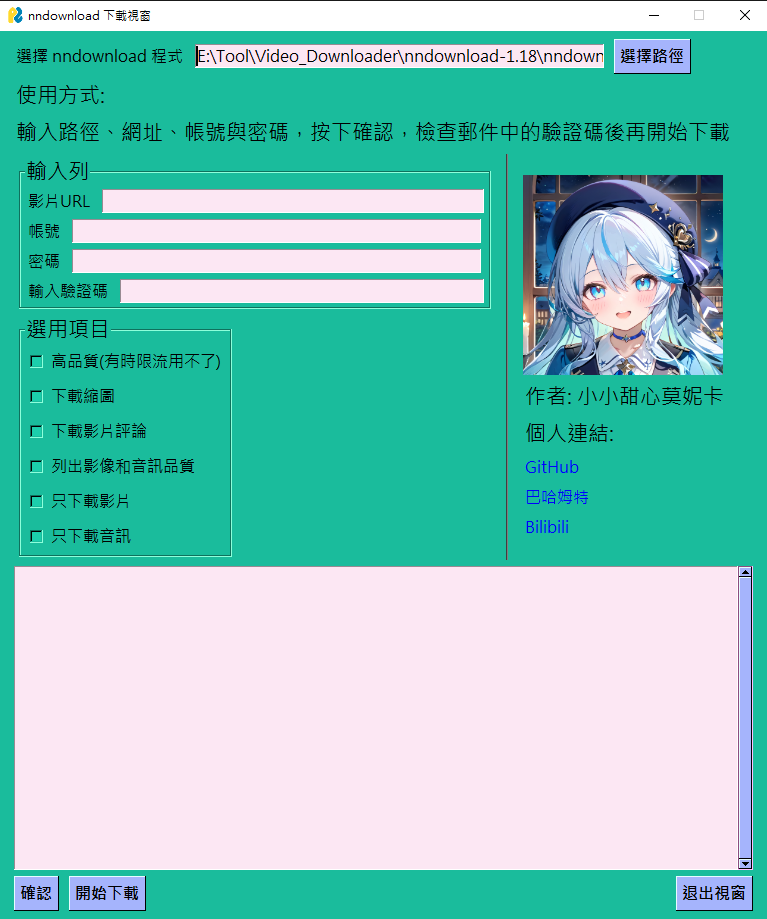 nndownload 下載視窗
選擇 nndownload 程式 E:\Tool\Video_Downloader\nndownload-1.18\nndown 選擇路徑
使用方式:
輸入路徑、網址、帳號與密碼，按下確認，檢查郵件中的驗證碼後再開始下載
輸入列
影片URL
帳號
密碼
輸入驗證碼
選用項目
高品質(有時限流用不了)
下載縮圖
下載影片評論
列出影像和音訊品質
只下載影片
只下載音訊
作者: 小小甜心莫妮卡
個人連結:
GitHub
巴哈姆特
Bilibili
確認 開始下載 退出視窗